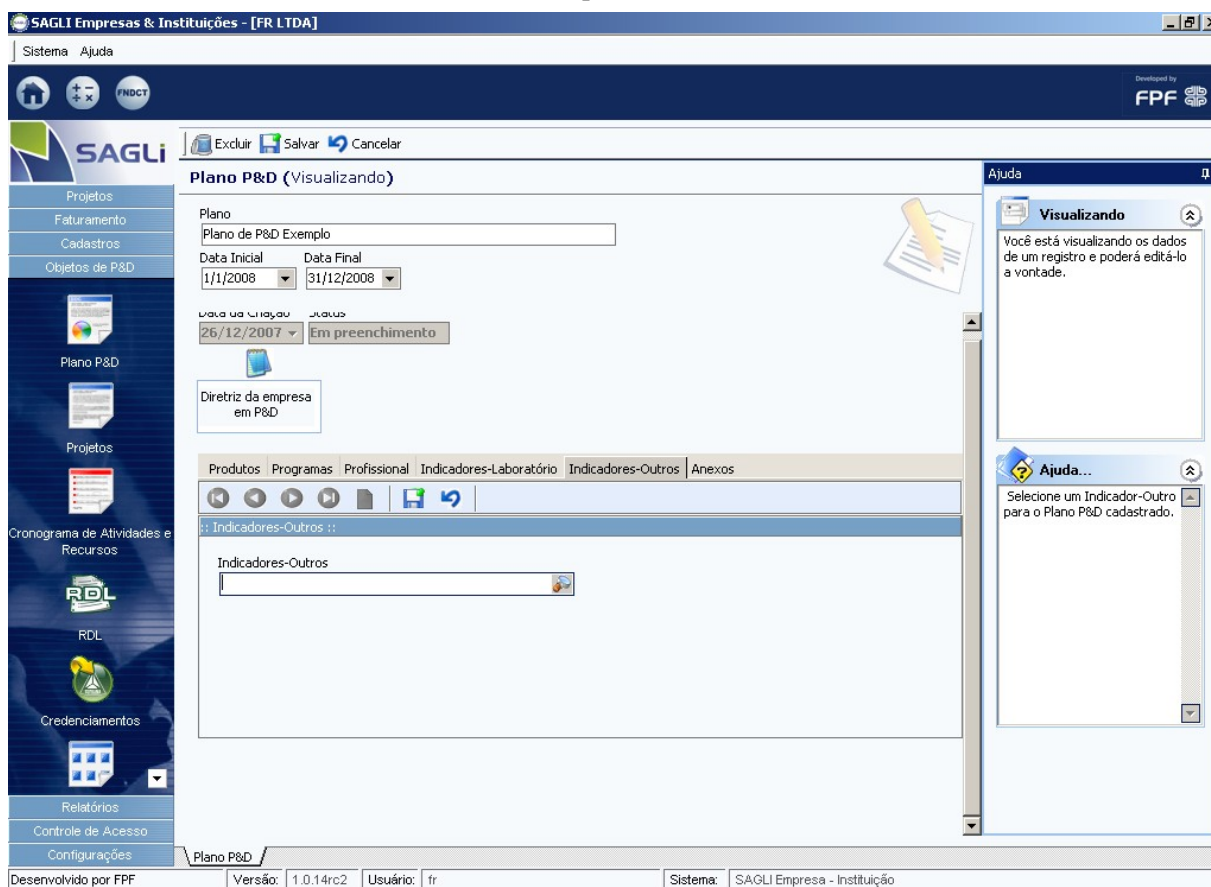 SAGLI Empresas & Instituições - [FR LTDA]
Sistema Ajuda
FNDCT
Developed by
FPF
SAGLi
Excluir Salvar Cancelar
Plano P&D (Visualizando)
Projetos
Faturamento
Cadastros
Objetos de P&D
Plano P&D
Projetos
Cronograma de Atividades e
Recursos
RDL
RDL
Credenciamentos
Relatórios
Controle de Acesso
Configurações
Plano
Plano de P&D Exemplo
Data Inicial Data Final
1/1/2008 31/12/2008
Data da Criação Status
26/12/2007 Em preenchimento
Diretriz da empresa
em P&D
Produtos Programas Profissional Indicadores-Laboratório Indicadores-Outros Anexos
:: Indicadores-Outros ::
Indicadores-Outros
Ajuda
Visualizando
Você está visualizando os dados
de um registro e poderá editá-lo
a vontade.
Ajuda...
Selecione um Indicador-Outro
para o Plano P&D cadastrado.
Plano P&D
Desenvolvido por FPF Versão: 1.0.14rc2 Usuário: fr Sistema: SAGLI Empresa - Instituição